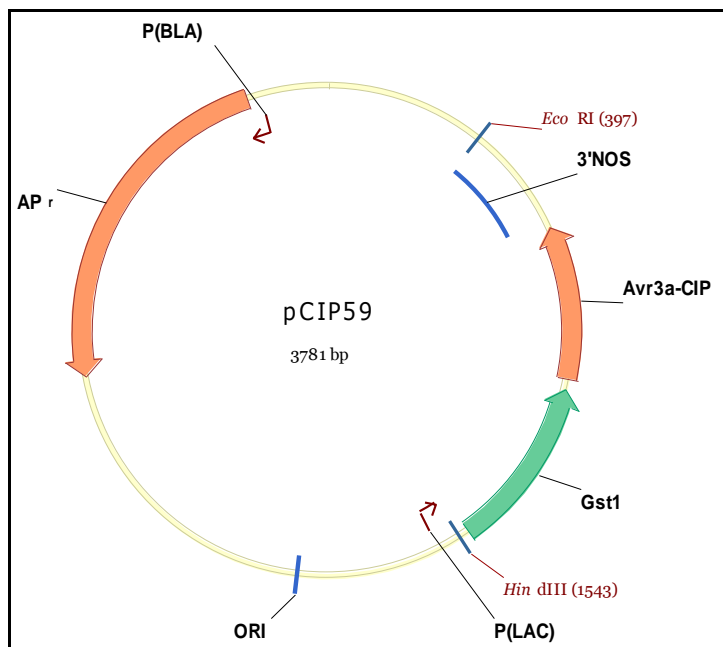 P(BLA)
Eco RI (397)
3'NOS
AP r
Avr3a-CIP
pCIP59
3781 bp
Gst1
Hin dIII (1543)
ORI
P(LAC)